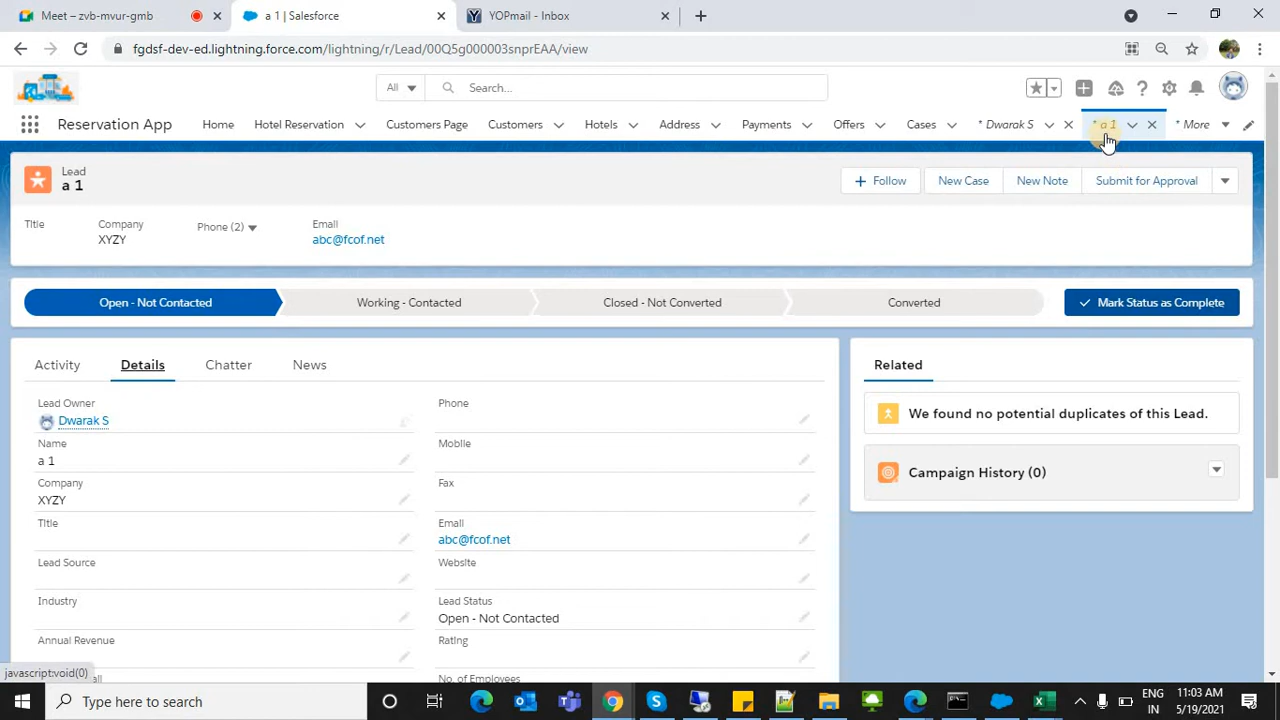 Meet – zvb-mvur-gmb
a 1 | Salesforce
YOPmail - Inbox
fgdsf-dev-ed.lightning.force.com/lightning/r/Lead/00Q5g000003snprEAA/view
All
Search...
Reservation App
Home
Hotel Reservation
Customers Page
Customers
Hotels
Address
Payments
Offers
Cases
* Dwarak S
* a 1
* More
Lead
a 1
Follow
New Case
New Note
Submit for Approval
Title
Company
XYZY
Phone (2)
Email
abc@fcof.net
Open - Not Contacted
Working - Contacted
Closed - Not Converted
Converted
Mark Status as Complete
Activity
Details
Chatter
News
Lead Owner
Dwarak S
Name
a 1
Company
XYZY
Title
Lead Source
Industry
Annual Revenue
Phone
Mobile
Fax
Email
abc@fcof.net
Website
Lead Status
Open - Not Contacted
Rating
No. of Employees
Related
We found no potential duplicates of this Lead.
Campaign History (0)
javascript:void(0)
Type here to search
ENG
IN
11:03 AM
5/19/2021